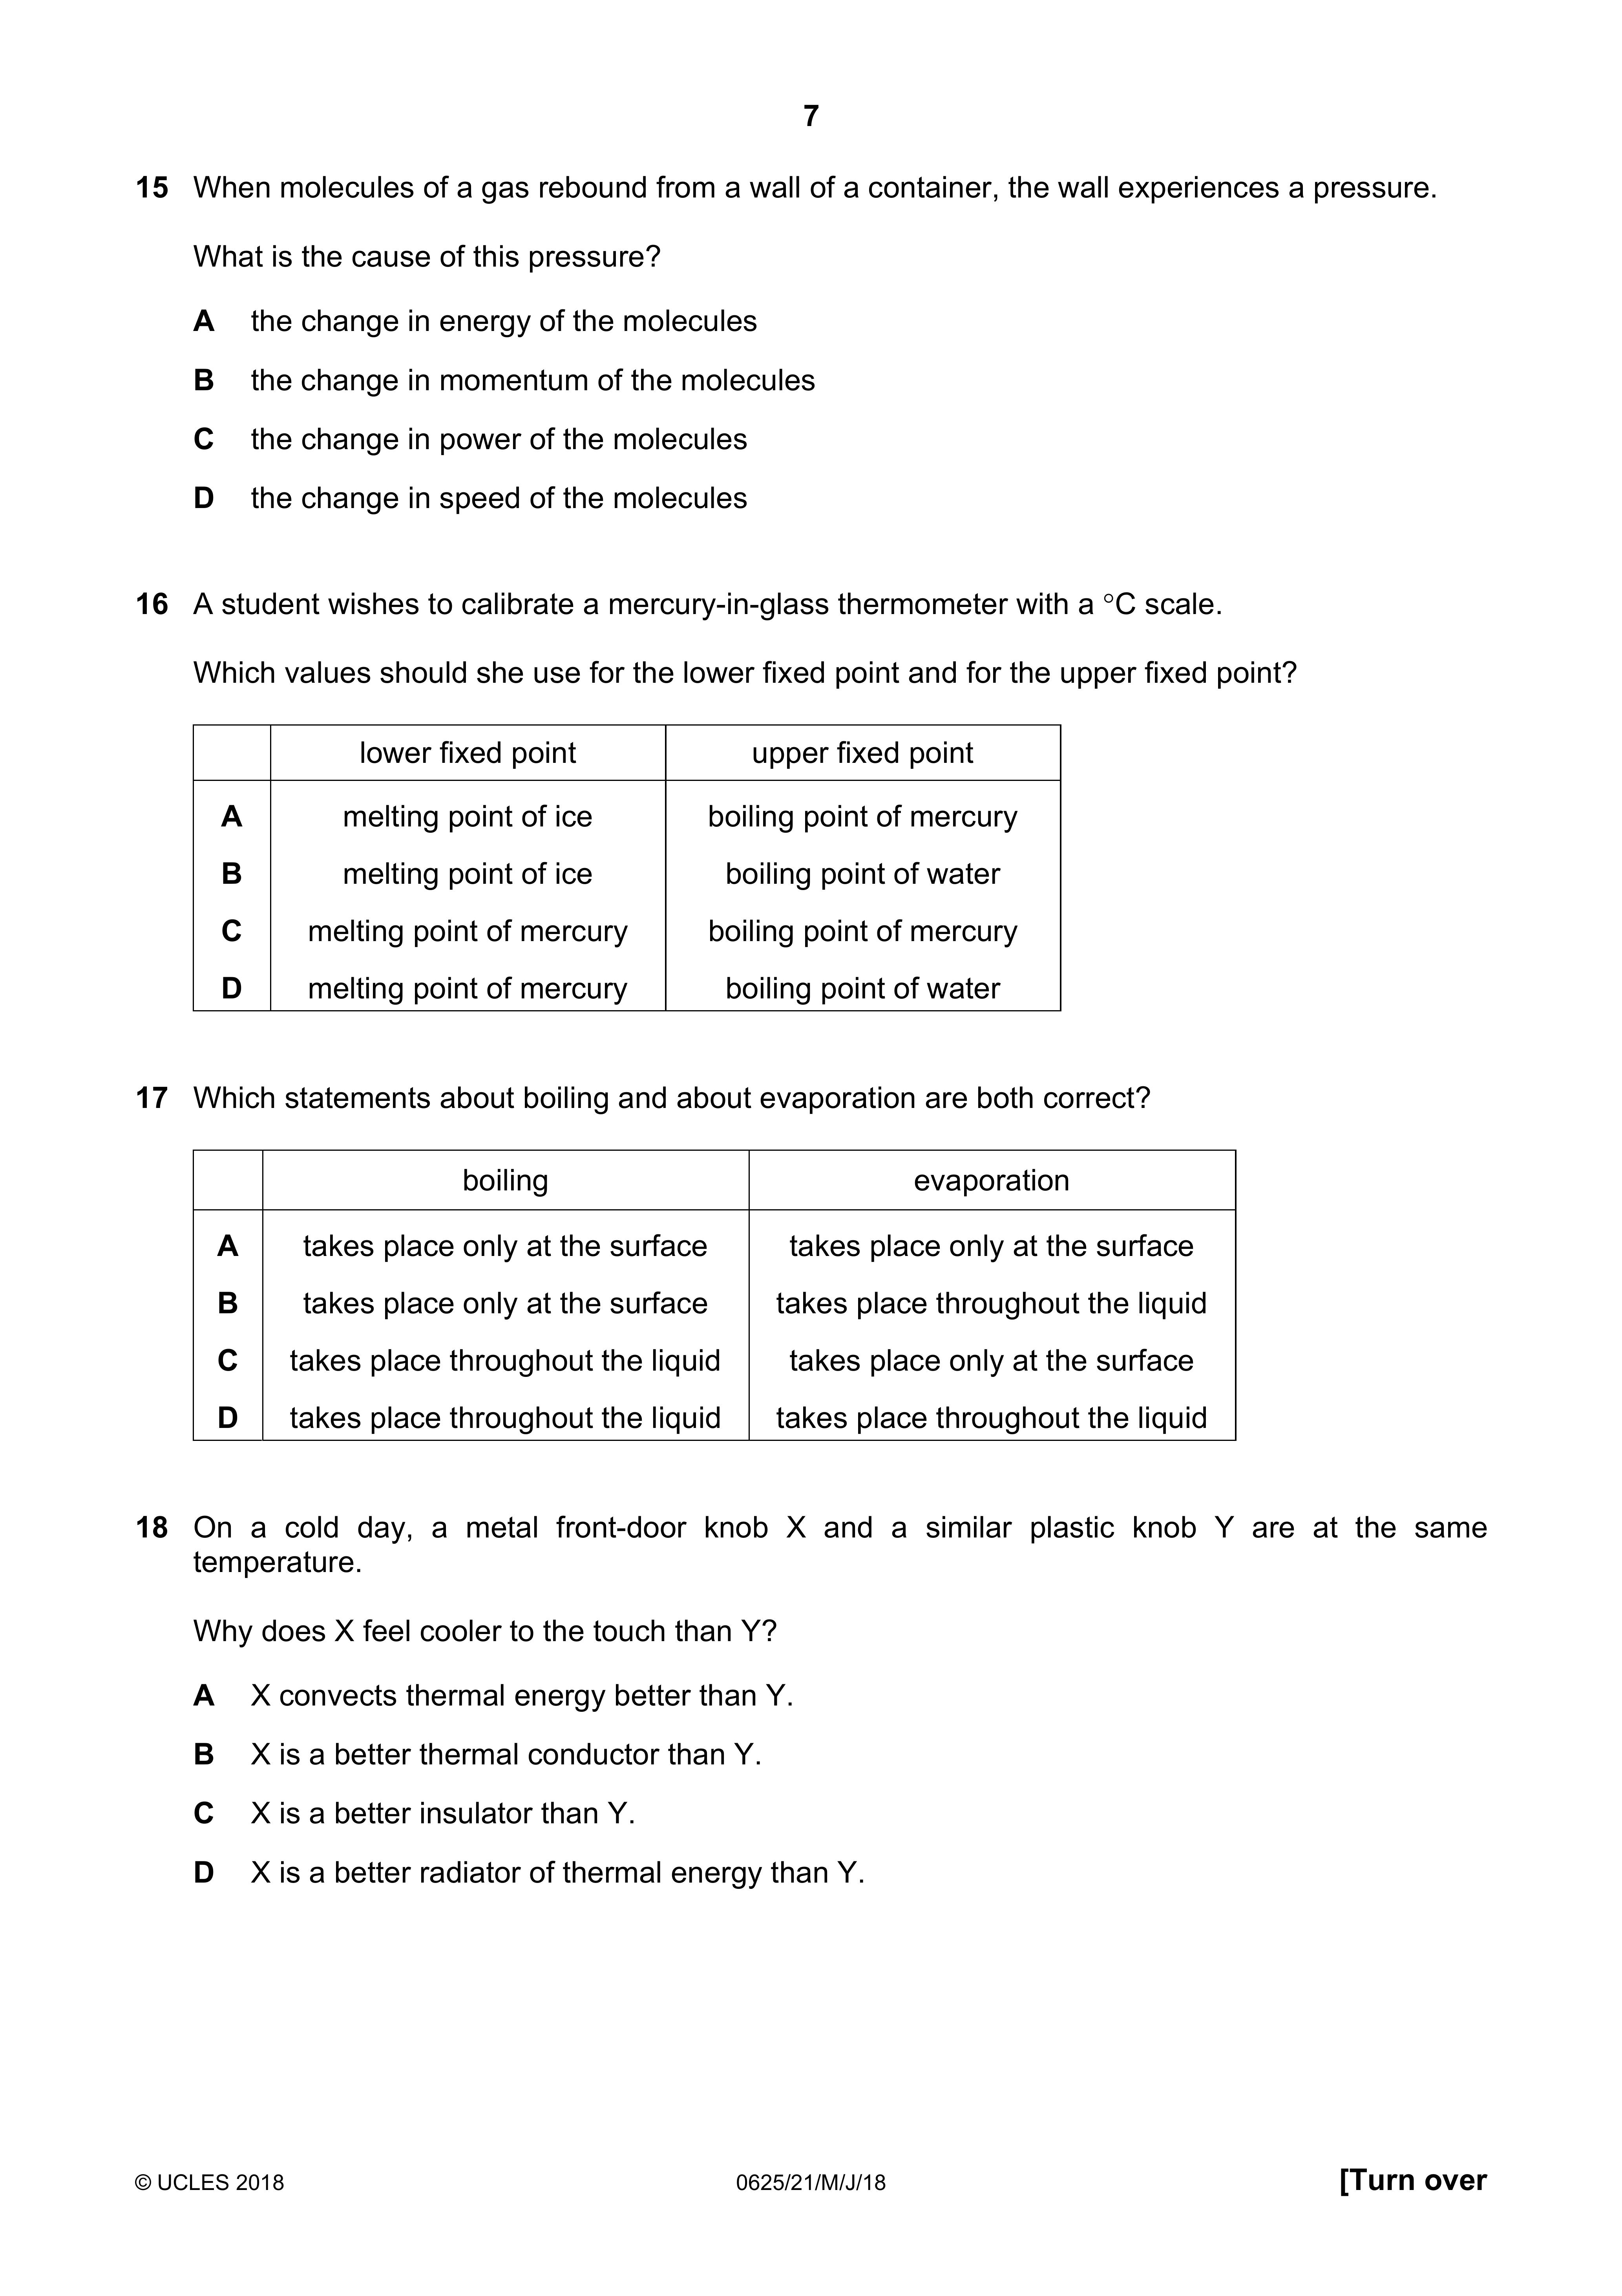 7
15 When molecules of a gas rebound from a wall of a container, the wall experiences a pressure.
What is the cause of this pressure?
A the change in energy of the molecules
B the change in momentum of the molecules
C the change in power of the molecules
D the change in speed of the molecules
16 A student wishes to calibrate a mercury-in-glass thermometer with a °C scale.
Which values should she use for the lower fixed point and for the upper fixed point?
lower fixed point upper fixed point
A melting point of ice boiling point of mercury
B melting point of ice boiling point of water
C melting point of mercury boiling point of mercury
D melting point of mercury boiling point of water
17 Which statements about boiling and about evaporation are both correct?
boiling evaporation
A takes place only at the surface takes place only at the surface
B takes place only at the surface takes place throughout the liquid
C takes place throughout the liquid takes place only at the surface
D takes place throughout the liquid takes place throughout the liquid
18 On a cold day, a metal front-door knob X and a similar plastic knob Y are at the same
temperature.
Why does X feel cooler to the touch than Y?
A X convects thermal energy better than Y.
B X is a better thermal conductor than Y.
C X is a better insulator than Y.
D X is a better radiator of thermal energy than Y.
© UCLES 2018 0625/21/M/J/18 [Turn over